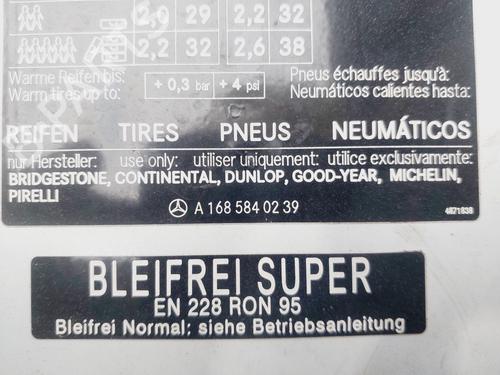 2,0 29 2,2 32
2,2 32 2,6 38
Warme Reifen bis: + 0,3 bar + 4 psi Pneus échauffes jusqu'à:
Warm tires up to: Neumáticos calientes hasta:
REIFEN TIRES PNEUS NEUMÁTICOS
nur Hersteller: use only: utiliser uniquement: utilice exclusivamente:
BRIDGESTONE, CONTINENTAL, DUNLOP, GOOD-YEAR, MICHELIN,
PIRELLI
A 168 584 02 39
4871838
BLEIFREI SUPER
EN 228 RON 95
Bleifrei Normal: siehe Betriebsanleitung